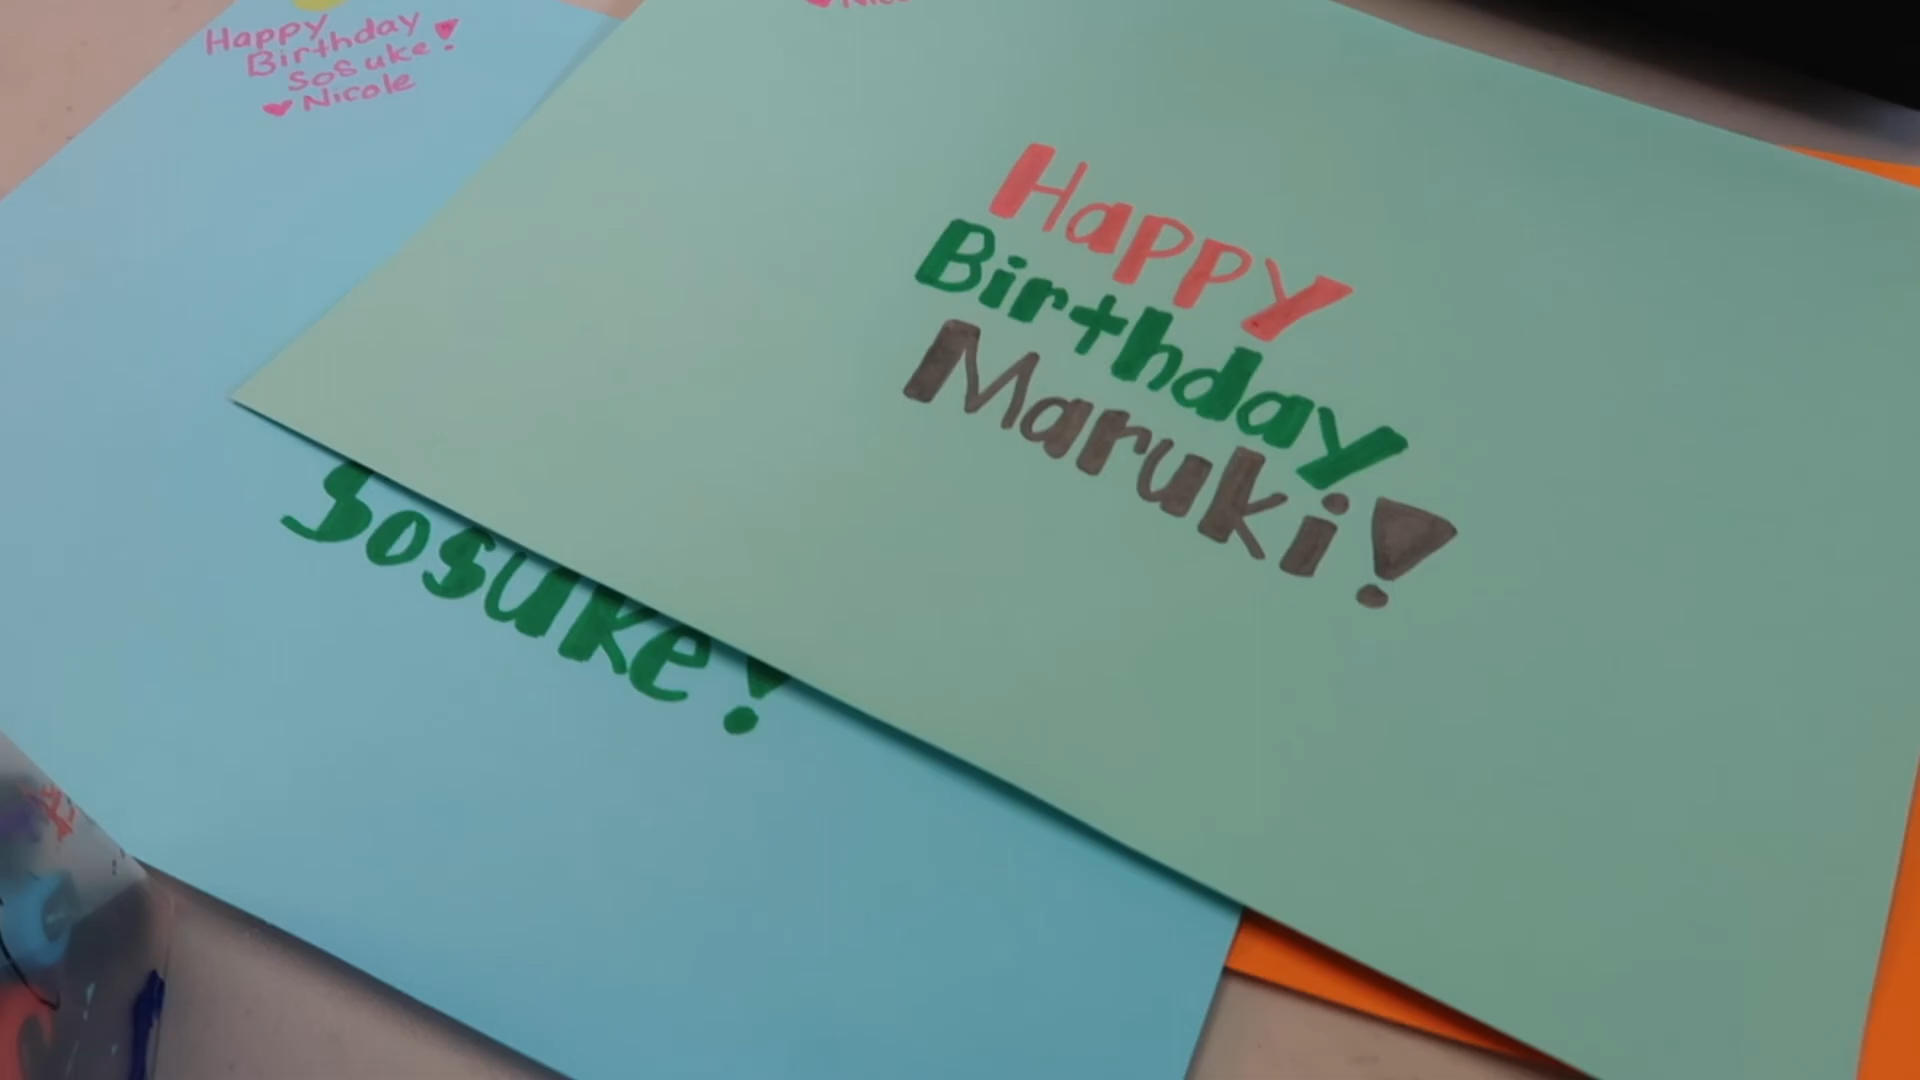 Happy
Birthday
Sosuke!
♥ Nicole
Happy
Birthday
Maruki!
Sosuke!